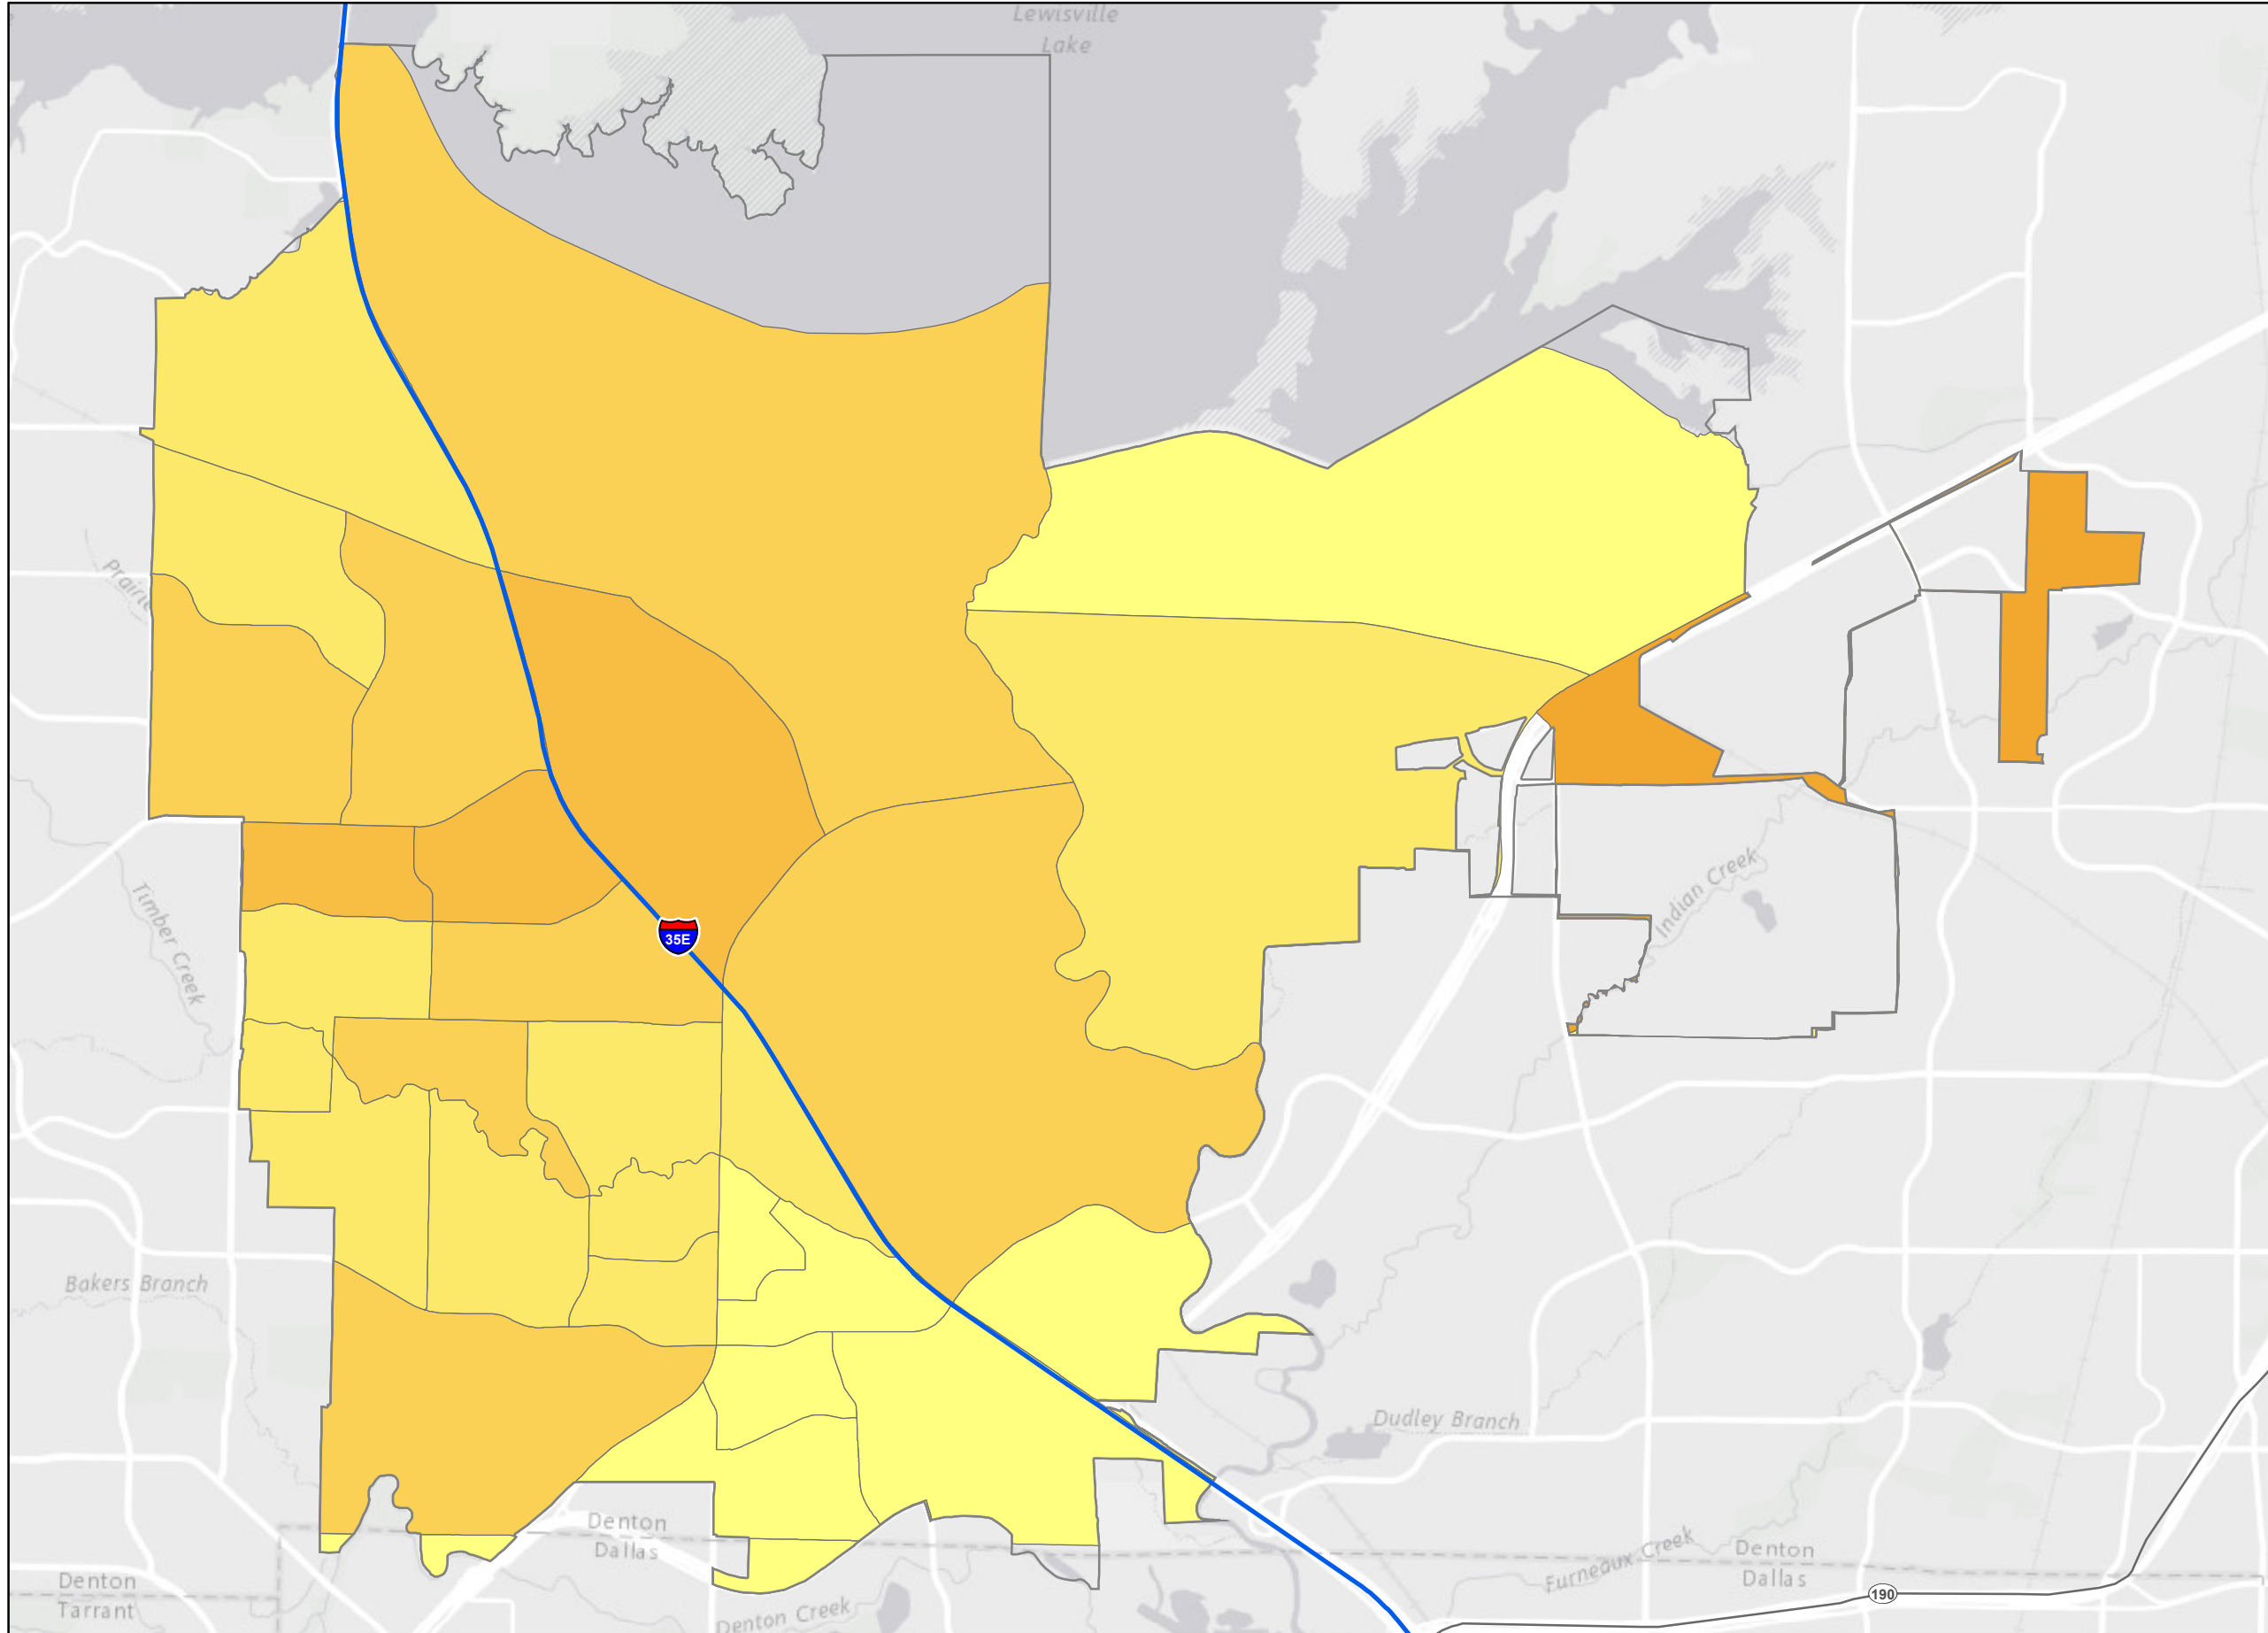 Lewisville
Lake
Prairie
Timber Creek
35E
Indian Creek
Bakers Branch
Dudley Branch
Denton
Dallas
Furneaux Creek
Denton
Dallas
Denton
Tarrant
Denton Creek
190